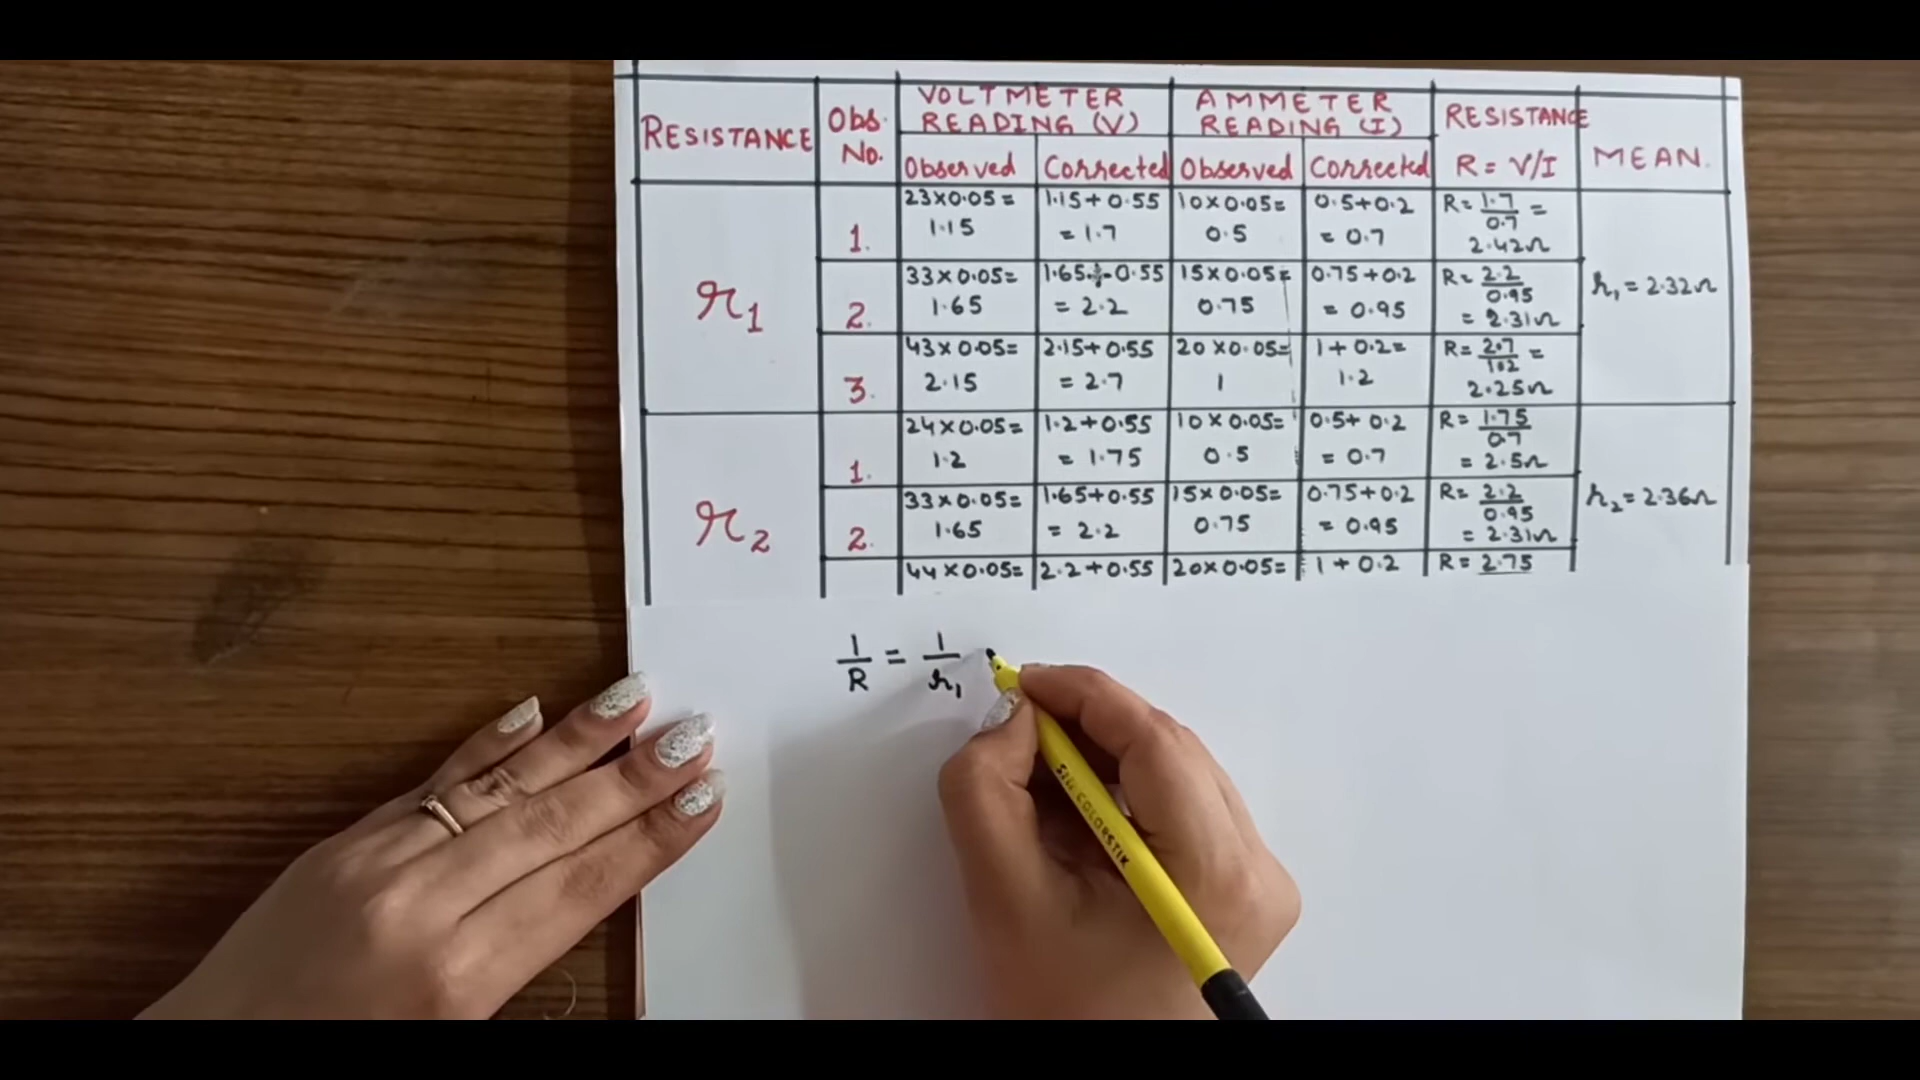 RESISTANCE Obs. No. VOLTMETER READING (V) AMMETER READING (I) RESISTANCE R = V/I MEAN.
Observed Corrected Observed Corrected
r1
1. 23×0.05= 1.15+0.55 10×0.05= 0.5+0.2 R= 1.7/0.7 =
1.15 = 1.7 0.5 = 0.7 2.42Ω
2. 33×0.05= 1.65+0.55 15×0.05= 0.75+0.2 R= 2.2/0.95
1.65 = 2.2 0.75 = 0.95 = 2.31Ω
r1 = 2.32Ω
3. 43×0.05= 2.15+0.55 20×0.05= 1+0.2= R= 2.7/1.2 =
2.15 = 2.7 1 1.2 2.25Ω
r2
1. 24×0.05= 1.2+0.55 10×0.05= 0.5+0.2 R= 1.75/0.7
1.2 = 1.75 0.5 = 0.7 = 2.5Ω
2. 33×0.05= 1.65+0.55 15×0.05= 0.75+0.2 R= 2.2/0.95
1.65 = 2.2 0.75 = 0.95 = 2.31Ω
r2 = 2.36Ω
44×0.05= 2.2+0.55 20×0.05= 1+0.2 R= 2.75
1/R = 1/r1
COLORSTIK